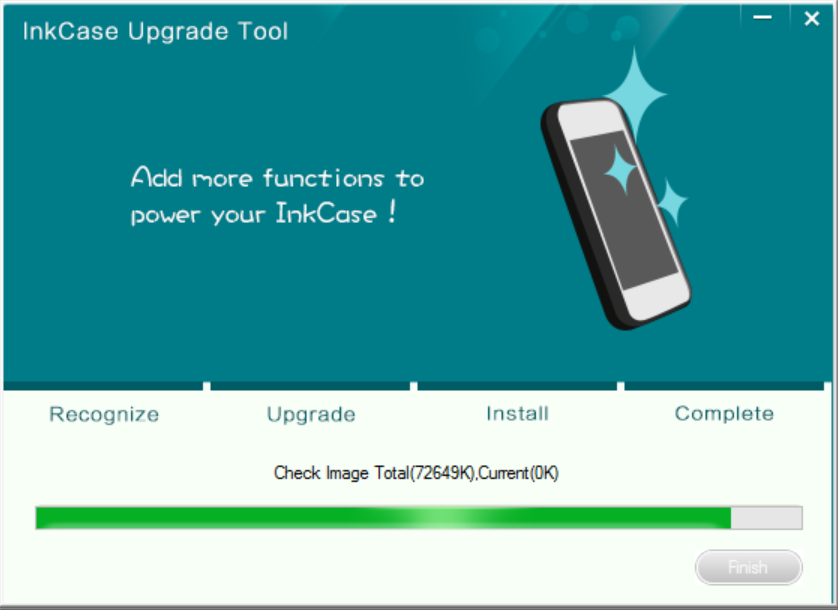 InkCase Upgrade Tool
Add more functions to
power your InkCase !
Recognize
Upgrade
Install
Complete
Check Image Total(72649K),Current(0K)
Finish